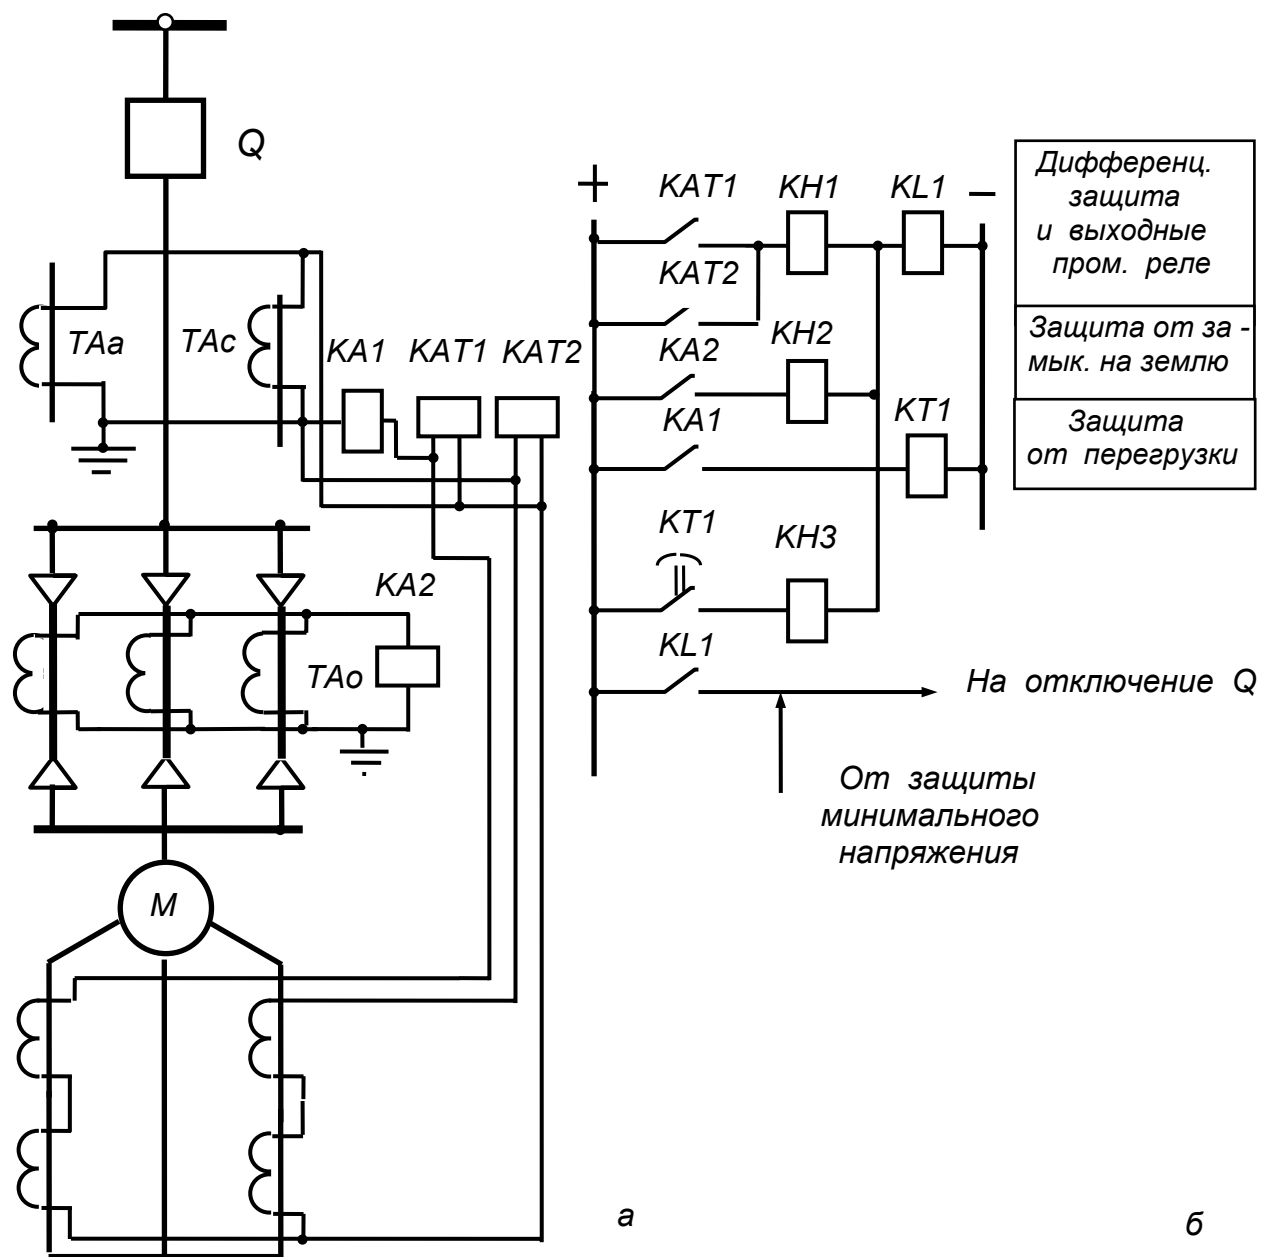 Q
TAa
TAc
KA1
KAT1
KAT2
KA2
TAo
M
а
+
KAT1
KH1
KL1
−
KAT2
KA2
KH2
KA1
KT1
KT1
KH3
KL1
На отключение Q
От защиты
минимального
напряжения
Дифференц.
защита
и выходные
пром. реле
Защита от за -
мык. на землю
Защита
от перегрузки
б